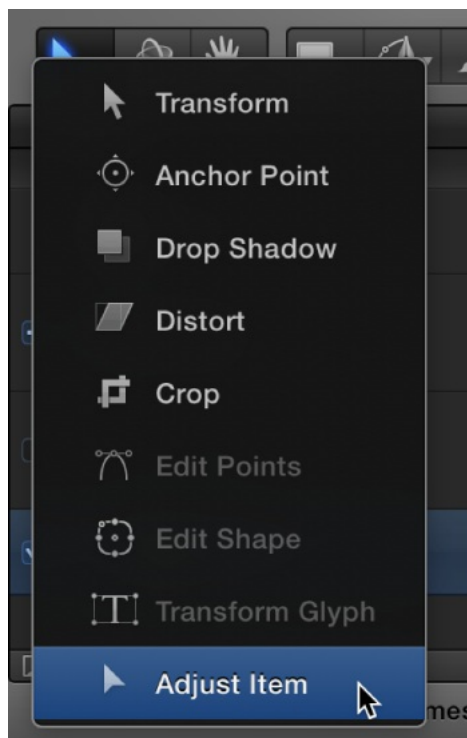 Transform
Anchor Point
Drop Shadow
Distort
Crop
Edit Points
Edit Shape
T Transform Glyph
Adjust Item